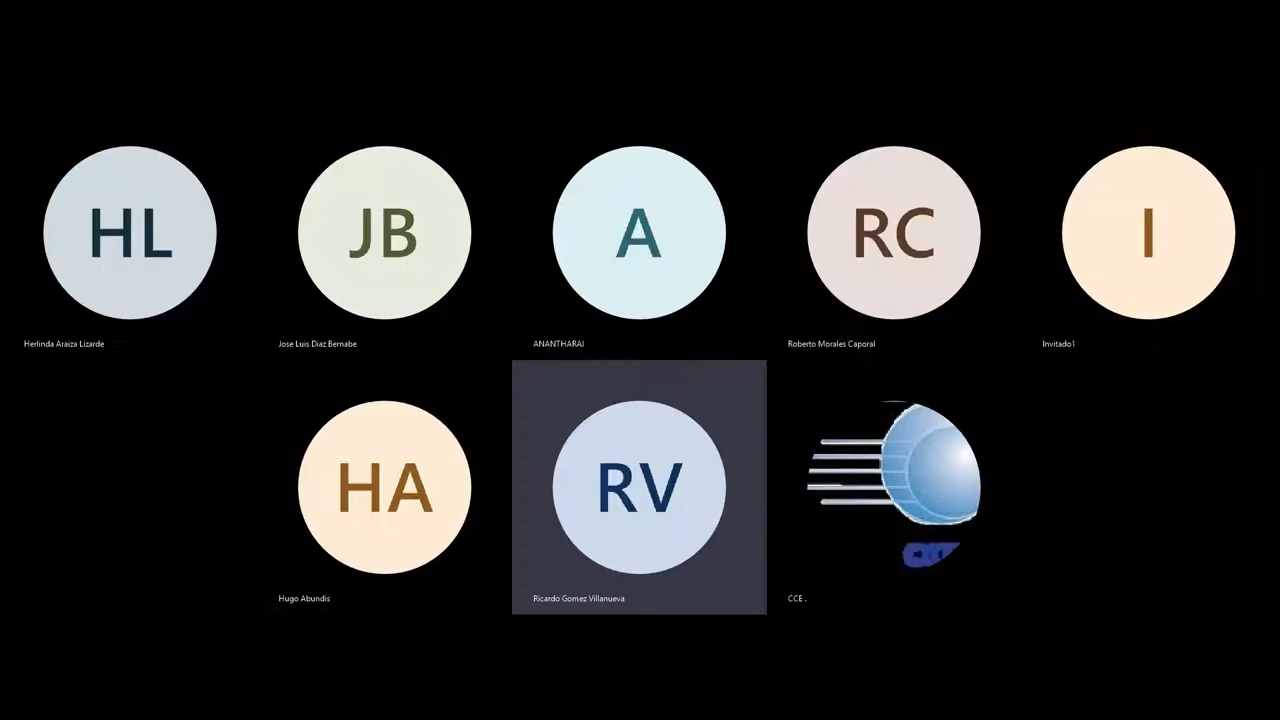 HL
JB
A
RC
I
Herlinda Araiza Lizarde
Jose Luis Diaz Bernabe
ANANTHARAJ
Roberto Morales Caporal
Invitado1
HA
RV
Hugo Abundis
Ricardo Gomez Villanueva
CCE .